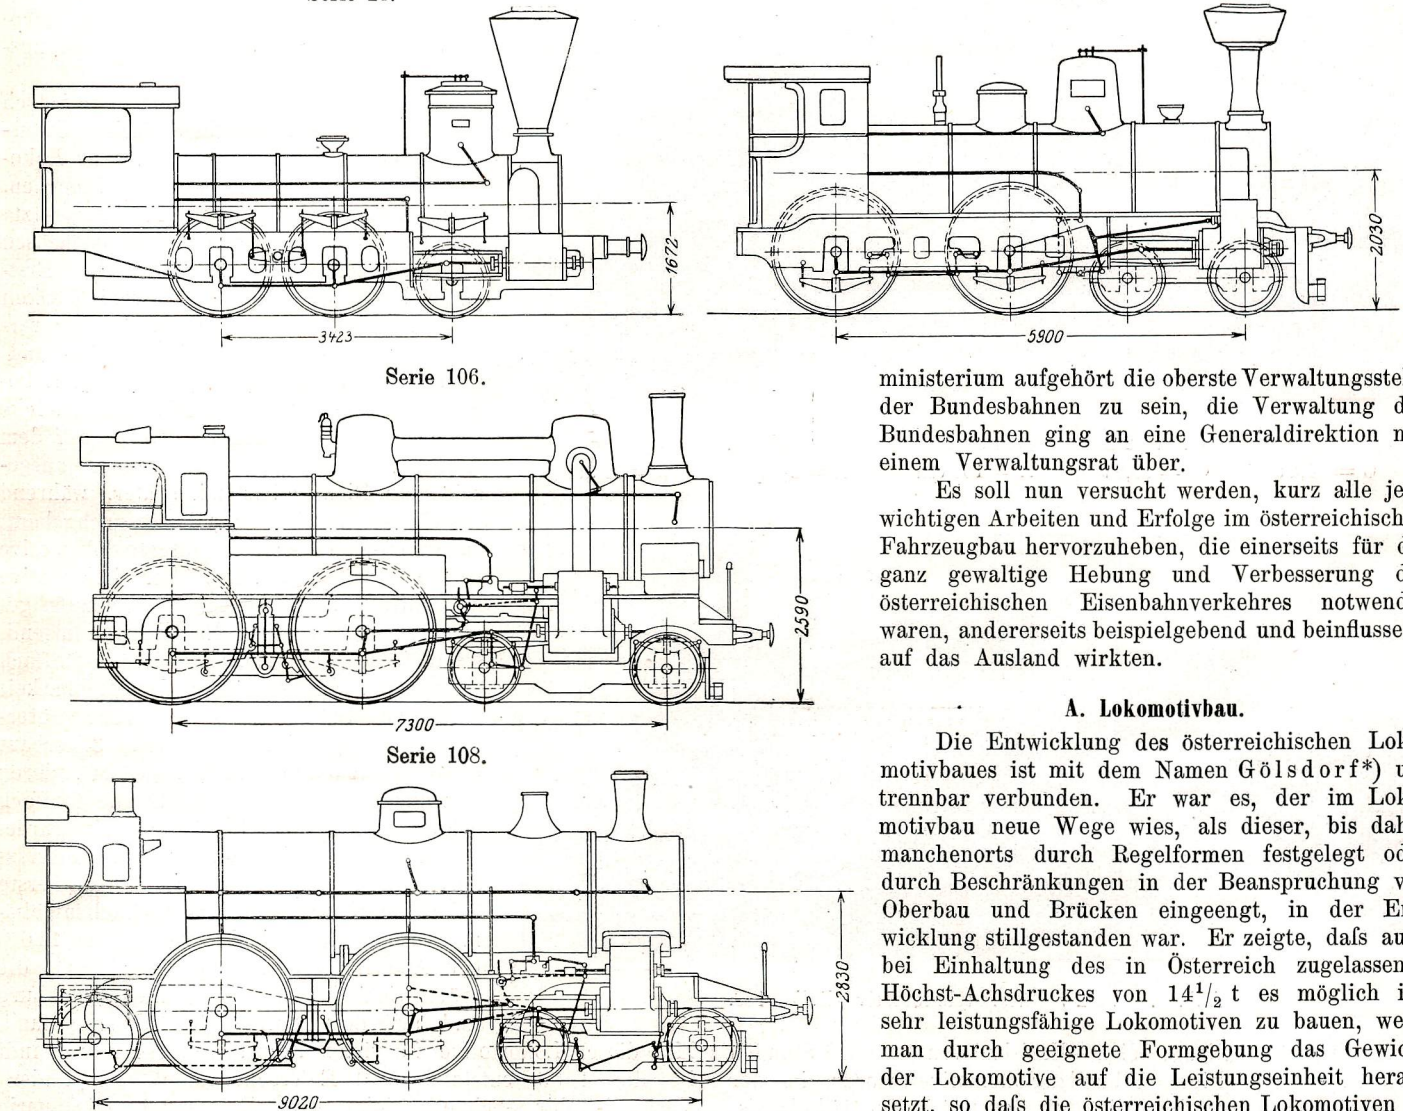 1672
3423
2030
5900
Serie 106.
2590
7300
Serie 108.
2830
9020
ministerium aufgehört die oberste Verwaltungsstel
der Bundesbahnen zu sein, die Verwaltung d
Bundesbahnen ging an eine Generaldirektion m
einem Verwaltungsrat über.
Es soll nun versucht werden, kurz alle je
wichtigen Arbeiten und Erfolge im österreichisch
Fahrzeugbau hervorzuheben, die einerseits für d
ganz gewaltige Hebung und Verbesserung d
österreichischen Eisenbahnverkehres notwend
waren, andererseits beispielgebend und beinflusse
auf das Ausland wirkten.
A. Lokomotivbau.
Die Entwicklung des österreichischen Lok
motivbaues ist mit dem Namen Gölsdorf*) u
trennbar verbunden. Er war es, der im Lok
motivbau neue Wege wies, als dieser, bis dah
manchenorts durch Regelformen festgelegt od
durch Beschränkungen in der Beanspruchung v
Oberbau und Brücken eingeengt, in der En
wicklung stillgestanden war. Er zeigte, daſs au
bei Einhaltung des in Österreich zugelassen
Höchst-Achsdruckes von 14¹/₂ t es möglich i
sehr leistungsfähige Lokomotiven zu bauen, we
man durch geeignete Formgebung das Gewic
der Lokomotive auf die Leistungseinheit hera
setzt, so daſs die österreichischen Lokomotiven